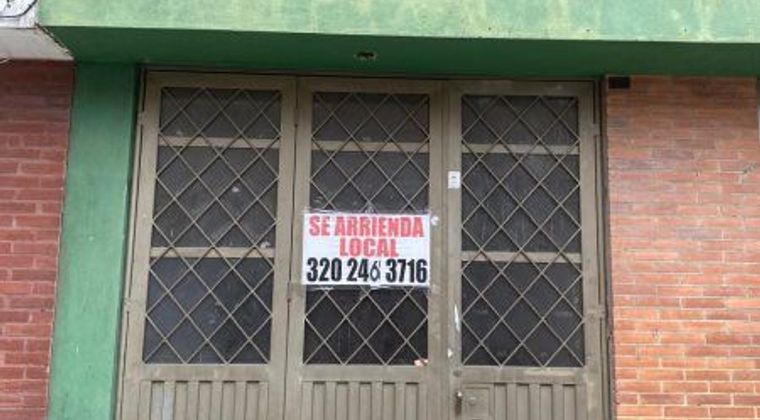 SE ARRIENDA
LOCAL
320 246 3716